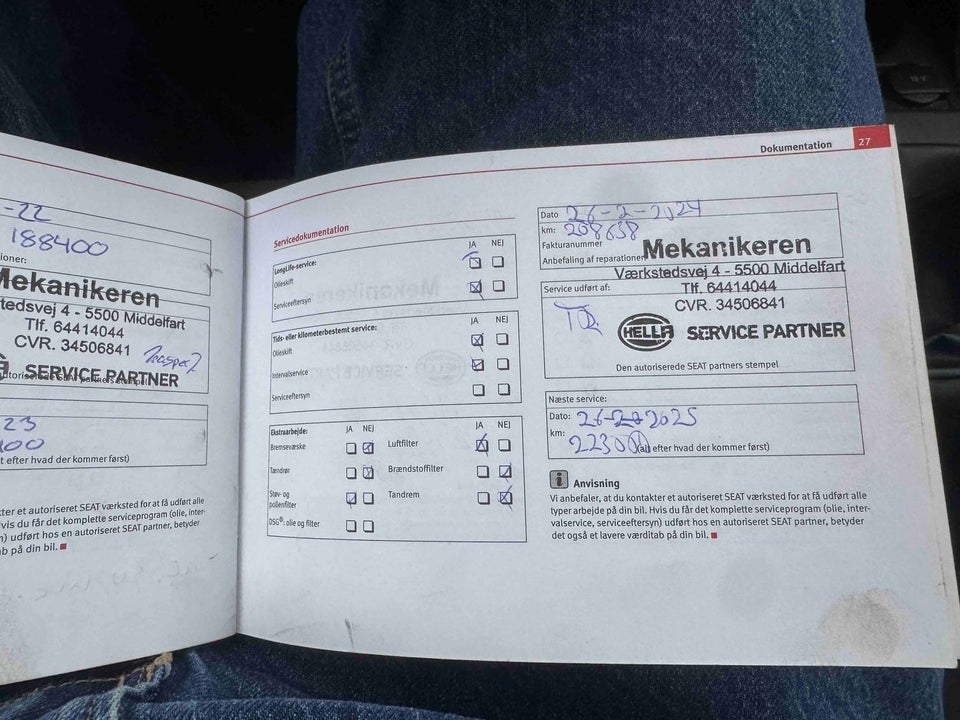 -22
188400
ioner:
Mekanikeren
tedsvej 4 - 5500 Middelfart
Tlf. 64414044
CVR. 34506841
SERVICE PARTNER
utoriserede SEAT partners stempel
23
00
t efter hvad der kommer først)
kter et autoriseret SEAT værksted for at få udført alle
Hvis du får det komplette serviceprogram (olie, inter-
n) udført hos en autoriseret SEAT partner, betyder
b på din bil.
Dokumentation 27
Servicedokumentation
JA NEJ
LongLife-service:
Olieskift
Serviceeftersyn
JA NEJ
Tids- eller kilometerbestemt service:
Olieskift
Intervalservice
Serviceeftersyn
JA NEJ JA NEJ
Ekstraarbejde:
Bremsevæske Luftfilter
Tændrør Brændstoffilter
Støv- og
pollenfilter Tandrem
DSG®: olie og filter
Dato 26-2-2024
km: 208638
Fakturanummer
Anbefaling af reparationer
Mekanikeren
Værkstedsvej 4 - 5500 Middelfart
Service udført af:
Tlf. 64414044
CVR. 34506841
HELLA SERVICE PARTNER
Den autoriserede SEAT partners stempel
Næste service:
Dato: 26-2-2025
km:
efter hvad der kommer først)
i Anvisning
Vi anbefaler, at du kontakter et autoriseret SEAT værksted for at få udført alle
typer arbejde på din bil. Hvis du får det komplette serviceprogram (olie, inter-
valservice, serviceeftersyn) udført hos en autoriseret SEAT partner, betyder
det også et lavere værditab på din bil.